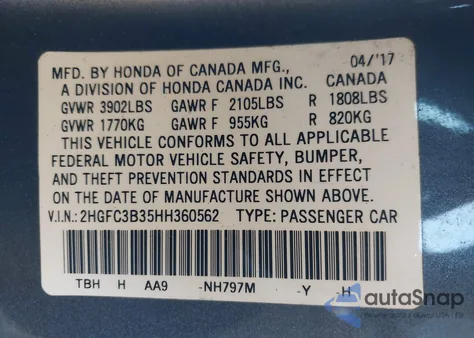 MFD. BY HONDA OF CANADA MFG., 04/'17
A DIVISION OF HONDA CANADA INC. CANADA
GVWR 3902LBS GAWR F 2105LBS R 1808LBS
GVWR 1770KG GAWR F 955KG R 820KG
THIS VEHICLE CONFORMS TO ALL APPLICABLE
FEDERAL MOTOR VEHICLE SAFETY, BUMPER,
AND THEFT PREVENTION STANDARDS IN EFFECT
ON THE DATE OF MANUFACTURE SHOWN ABOVE.
V.I.N.: 2HGFC3B35HH360562 TYPE: PASSENGER CAR
TBH H AA9 -NH797M -Y -H
autaSnap